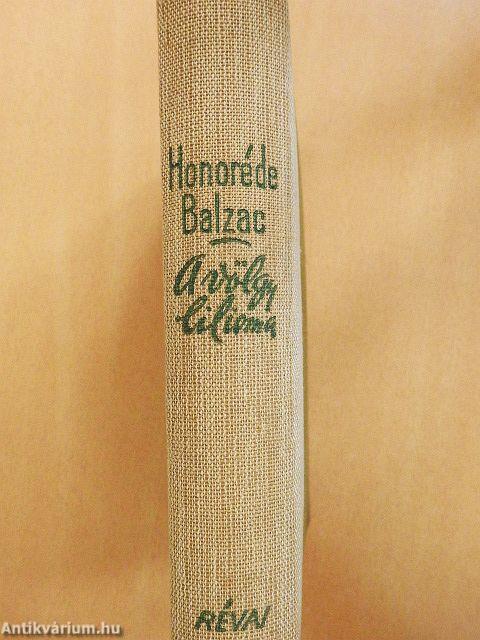 Honoré de
Balzac
A völgy
lilioma
RÉVAI
Antikvárium.hu